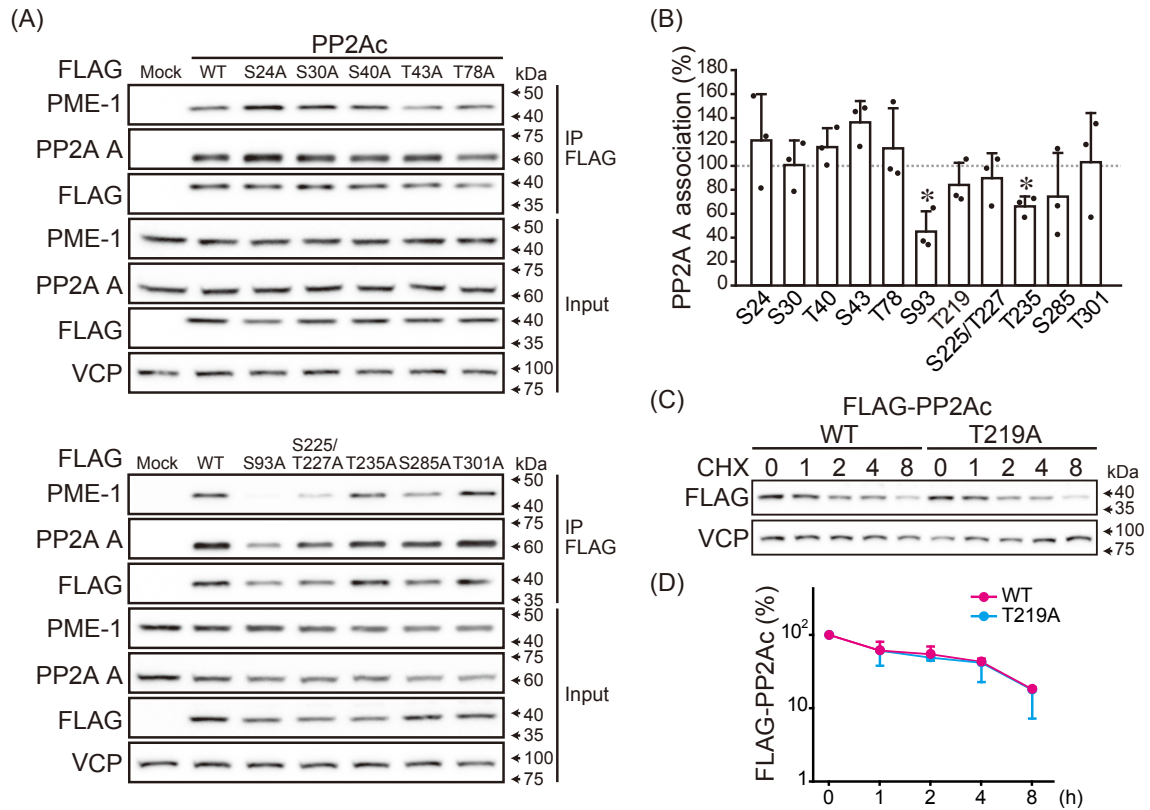 (A)
PP2Ac
FLAG Mock WT S24A S30A S40A T43A T78A kDa
PME-1 50 40
PP2A A 75 60
FLAG 40 35
IP FLAG
PME-1 50 40
PP2A A 75 60
FLAG 40 35
VCP 100 75
Input
FLAG Mock WT S93A S225/T227A T235A S285A T301A kDa
PME-1 50 40
PP2A A 75 60
FLAG 40 35
IP FLAG
PME-1 50 40
PP2A A 75 60
FLAG 40 35
VCP 100 75
Input
(B)
PP2A A association (%)
180
160
140
120
100
80
60
40
20
0
* *
S24 S30 T40 S43 T78 S93 T219 S225/T227 T235 S285 T301
(C)
FLAG-PP2Ac
WT T219A
CHX 0 1 2 4 8 0 1 2 4 8 kDa
FLAG 40 35
VCP 100 75
(D)
WT
T219A
FLAG-PP2Ac (%)
10²
10
1
0 1 2 4 8 (h)